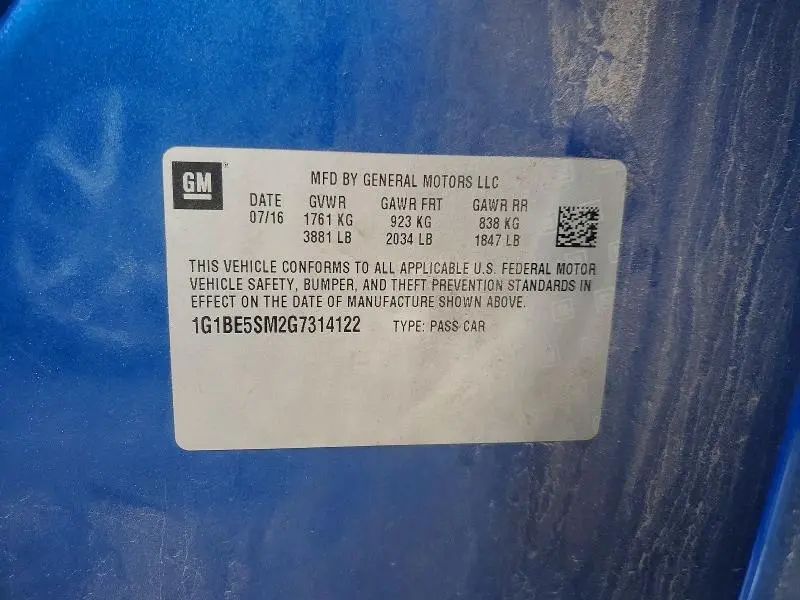 GM
MFD BY GENERAL MOTORS LLC
DATE GVWR GAWR FRT GAWR RR
07/16 1761 KG 923 KG 838 KG
3881 LB 2034 LB 1847 LB
THIS VEHICLE CONFORMS TO ALL APPLICABLE U.S. FEDERAL MOTOR
VEHICLE SAFETY, BUMPER, AND THEFT PREVENTION STANDARDS IN
EFFECT ON THE DATE OF MANUFACTURE SHOWN ABOVE.
1G1BE5SM2G7314122 TYPE: PASS CAR